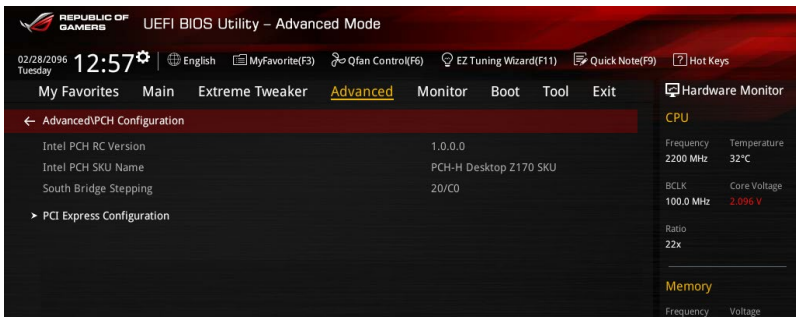 REPUBLIC OF
GAMERS
UEFI BIOS Utility – Advanced Mode
02/28/2096
Tuesday
12:57
English
MyFavorite(F3)
Qfan Control(F6)
EZ Tuning Wizard(F11)
Quick Note(F9)
? Hot Keys
My Favorites Main Extreme Tweaker Advanced Monitor Boot Tool Exit
Hardware Monitor
← Advanced\PCH Configuration
Intel PCH RC Version 1.0.0.0
Intel PCH SKU Name PCH-H Desktop Z170 SKU
South Bridge Stepping 20/C0
> PCI Express Configuration
CPU
Frequency Temperature
2200 MHz 32°C
BCLK Core Voltage
100.0 MHz 2.096 V
Ratio
22x
Memory
Frequency Voltage